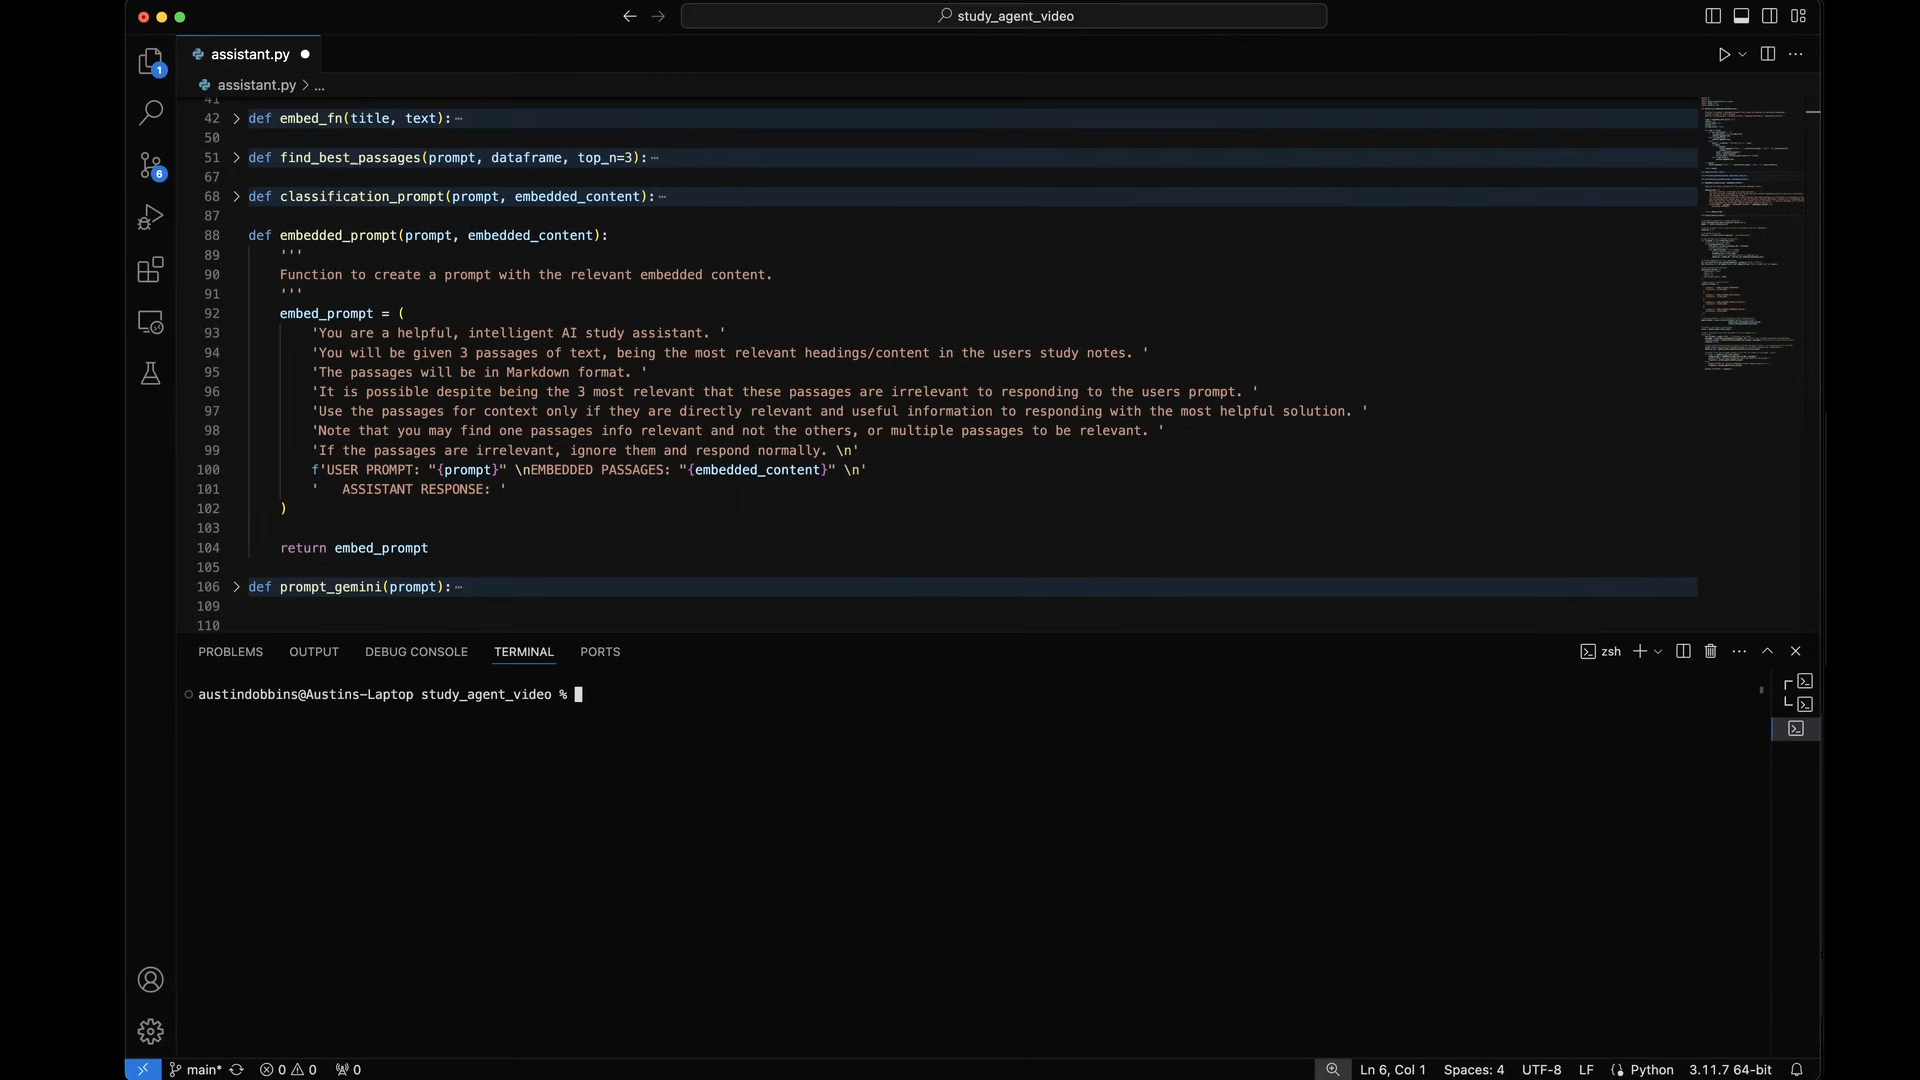 study_agent_video
assistant.py
assistant.py > ...
1
6
41
42 def embed_fn(title, text):
50
51 def find_best_passages(prompt, dataframe, top_n=3):
67
68 def classification_prompt(prompt, embedded_content):
87
88 def embedded_prompt(prompt, embedded_content):
89 '''
90 Function to create a prompt with the relevant embedded content.
91 '''
92 embed_prompt = (
93 'You are a helpful, intelligent AI study assistant. '
94 'You will be given 3 passages of text, being the most relevant headings/content in the users study notes. '
95 'The passages will be in Markdown format. '
96 'It is possible despite being the 3 most relevant that these passages are irrelevant to responding to the users prompt. '
97 'Use the passages for context only if they are directly relevant and useful information to responding with the most helpful solution. '
98 'Note that you may find one passages info relevant and not the others, or multiple passages to be relevant. '
99 'If the passages are irrelevant, ignore them and respond normally. \n'
100 f'USER PROMPT: "{prompt}" \nEMBEDDED PASSAGES: "{embedded_content}" \n'
101 '   ASSISTANT RESPONSE: '
102 )
103
104 return embed_prompt
105
106 def prompt_gemini(prompt):
109
110
PROBLEMS OUTPUT DEBUG CONSOLE TERMINAL PORTS zsh
austindobbins@Austins-Laptop study_agent_video %
main* 0 0 0 Ln 6, Col 1 Spaces: 4 UTF-8 LF Python 3.11.7 64-bit